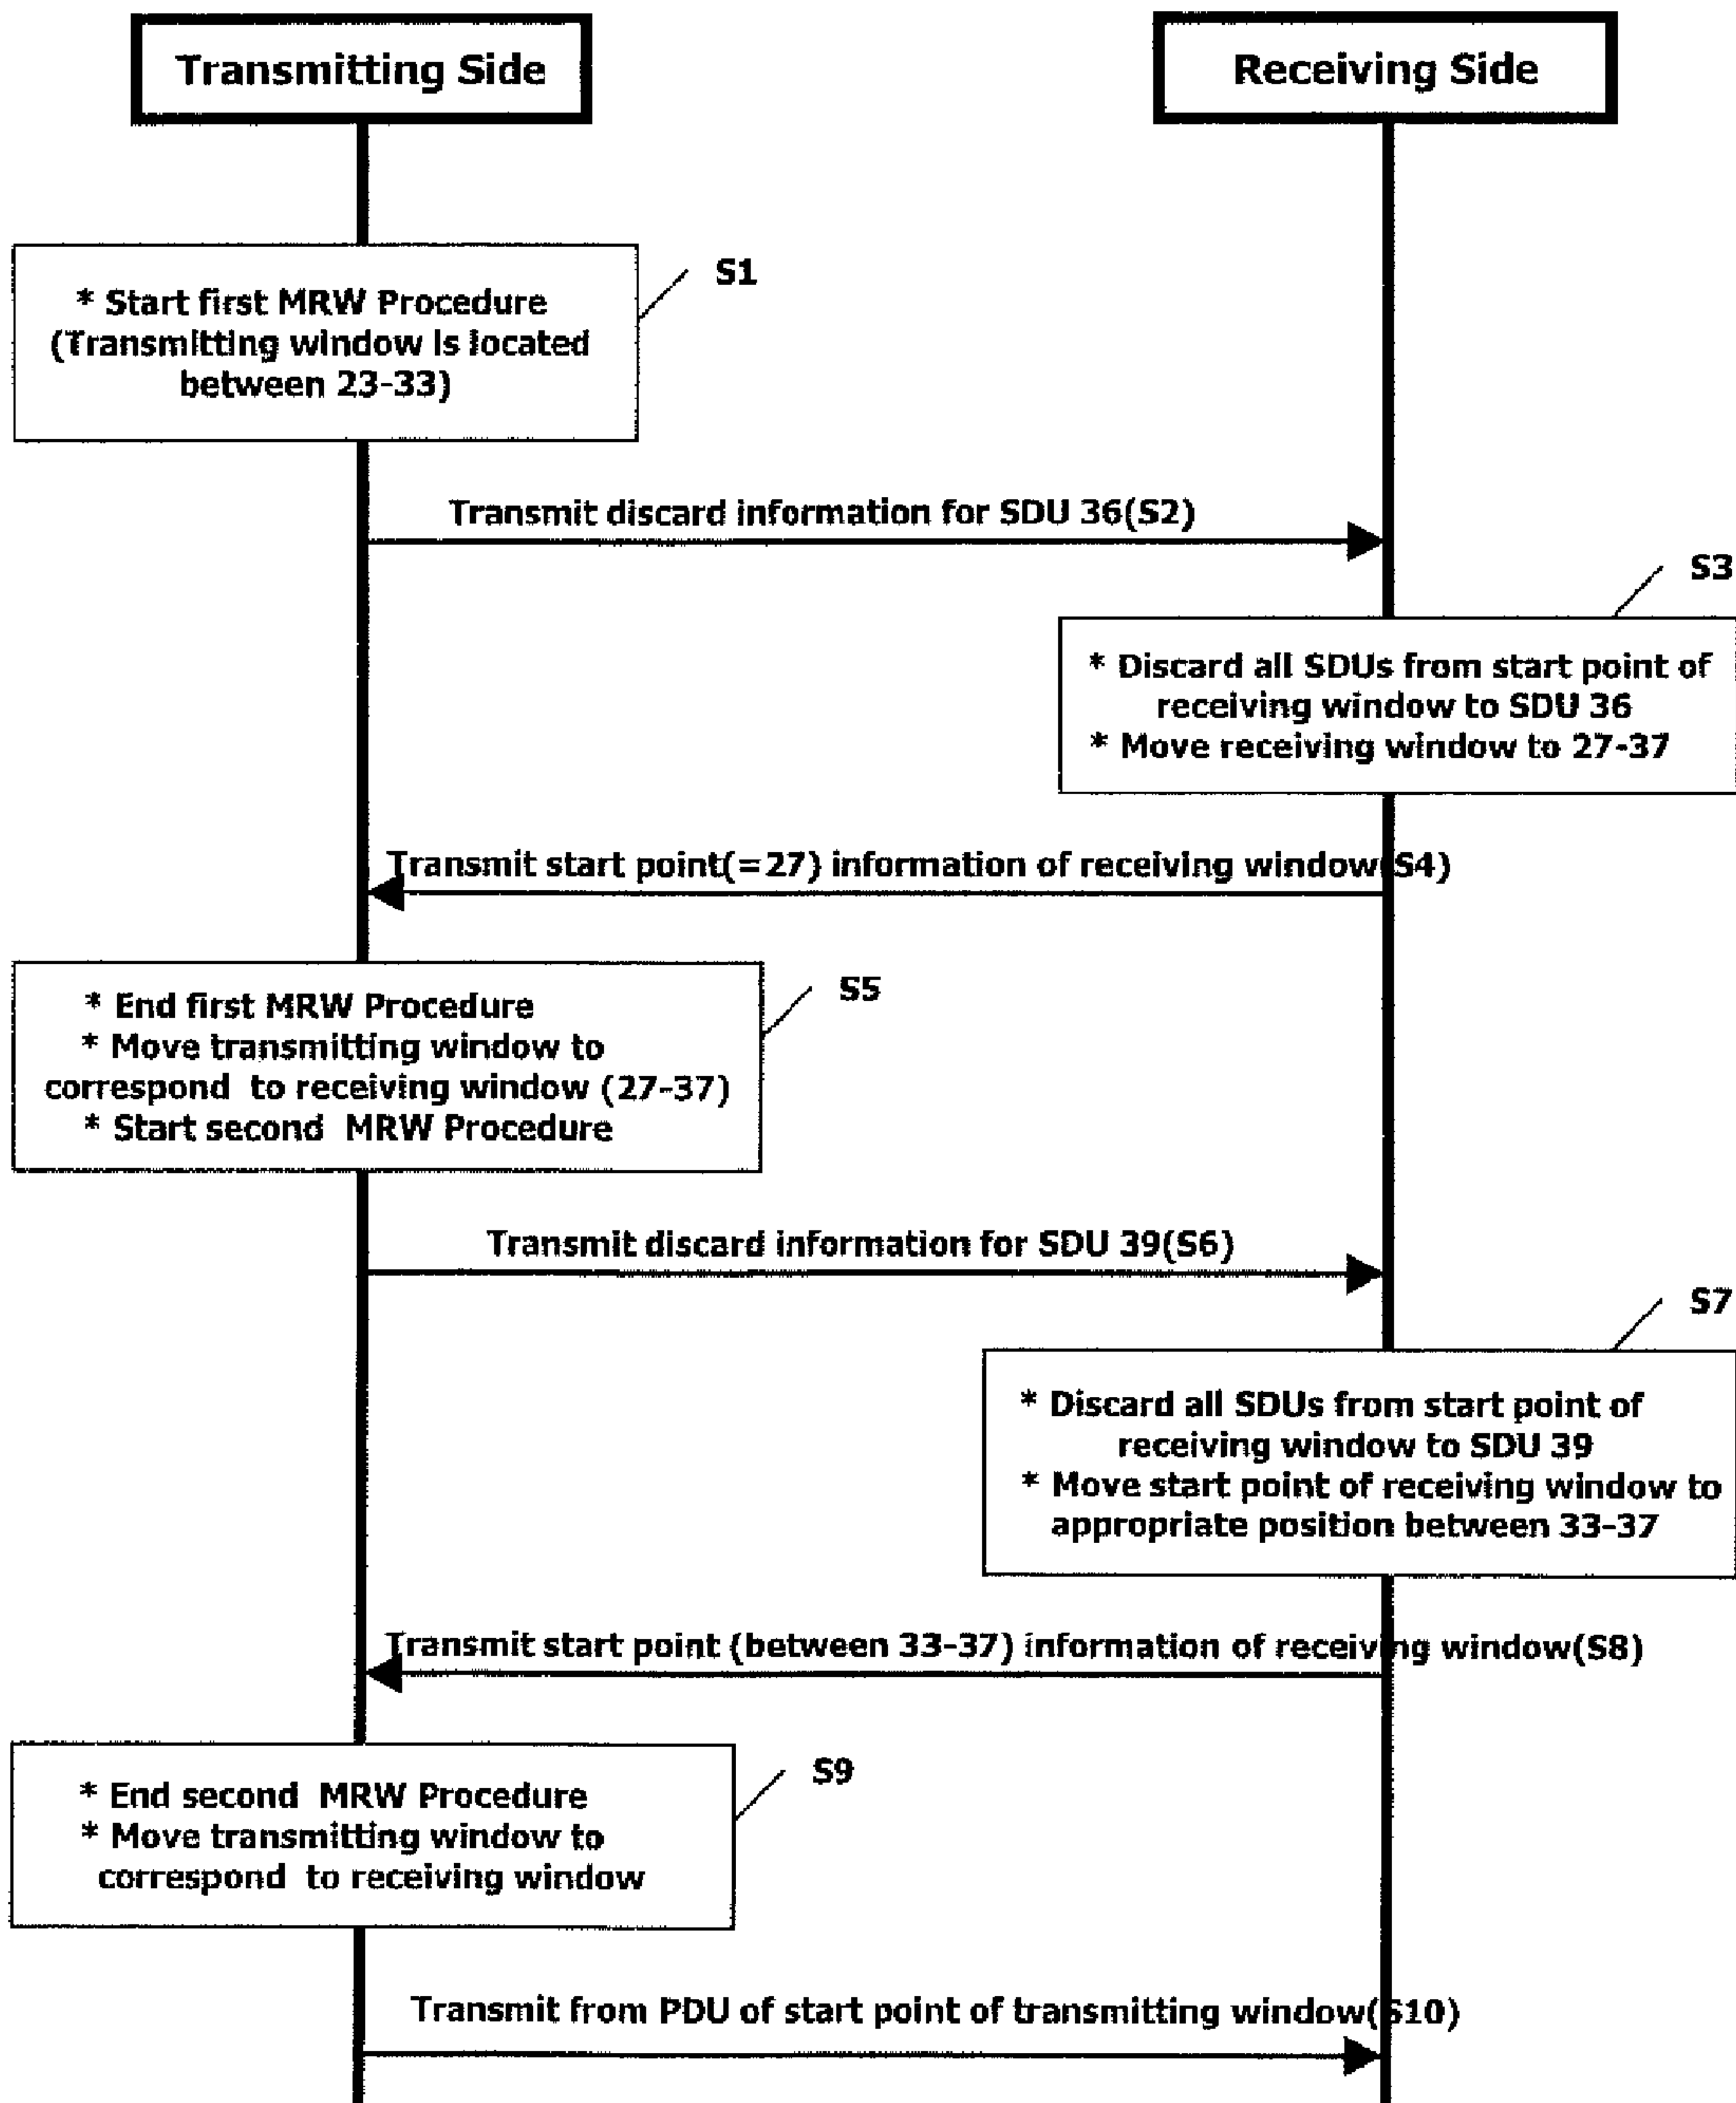 Transmitting Side
Receiving Side
* Start first MRW Procedure
(Transmitting window is located
between 23-33)
S1
Transmit discard information for SDU 36(S2)
S3
* Discard all SDUs from start point of
receiving window to SDU 36
* Move receiving window to 27-37
Transmit start point(=27) information of receiving window(S4)
* End first MRW Procedure
* Move transmitting window to
correspond to receiving window (27-37)
* Start second MRW Procedure
S5
Transmit discard information for SDU 39(S6)
S7
* Discard all SDUs from start point of
receiving window to SDU 39
* Move start point of receiving window to
appropriate position between 33-37
Transmit start point (between 33-37) information of receiving window(S8)
* End second MRW Procedure
* Move transmitting window to
correspond to receiving window
S9
Transmit from PDU of start point of transmitting window(S10)